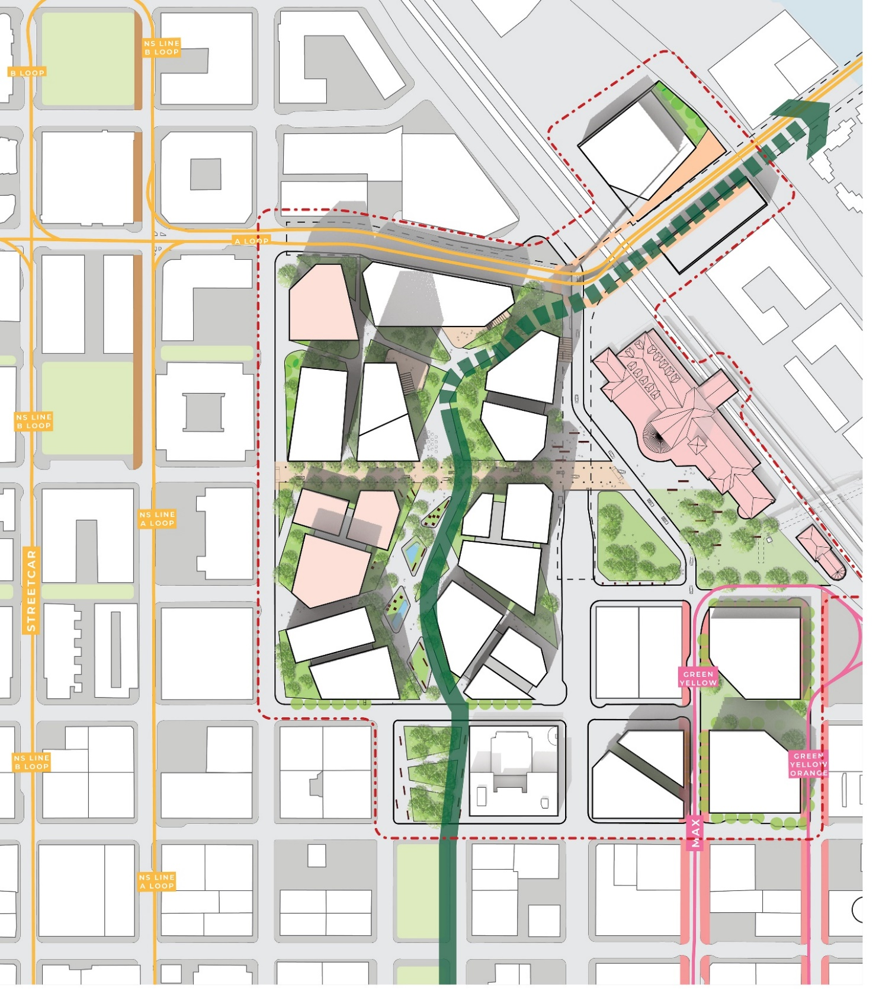 NS LINE
B LOOP
B LOOP
A LOOP
NS LINE
B LOOP
NS LINE
A LOOP
STREETCAR
GREEN
YELLOW
NS LINE
B LOOP
GREEN
YELLOW
ORANGE
MAX
NS LINE
A LOOP